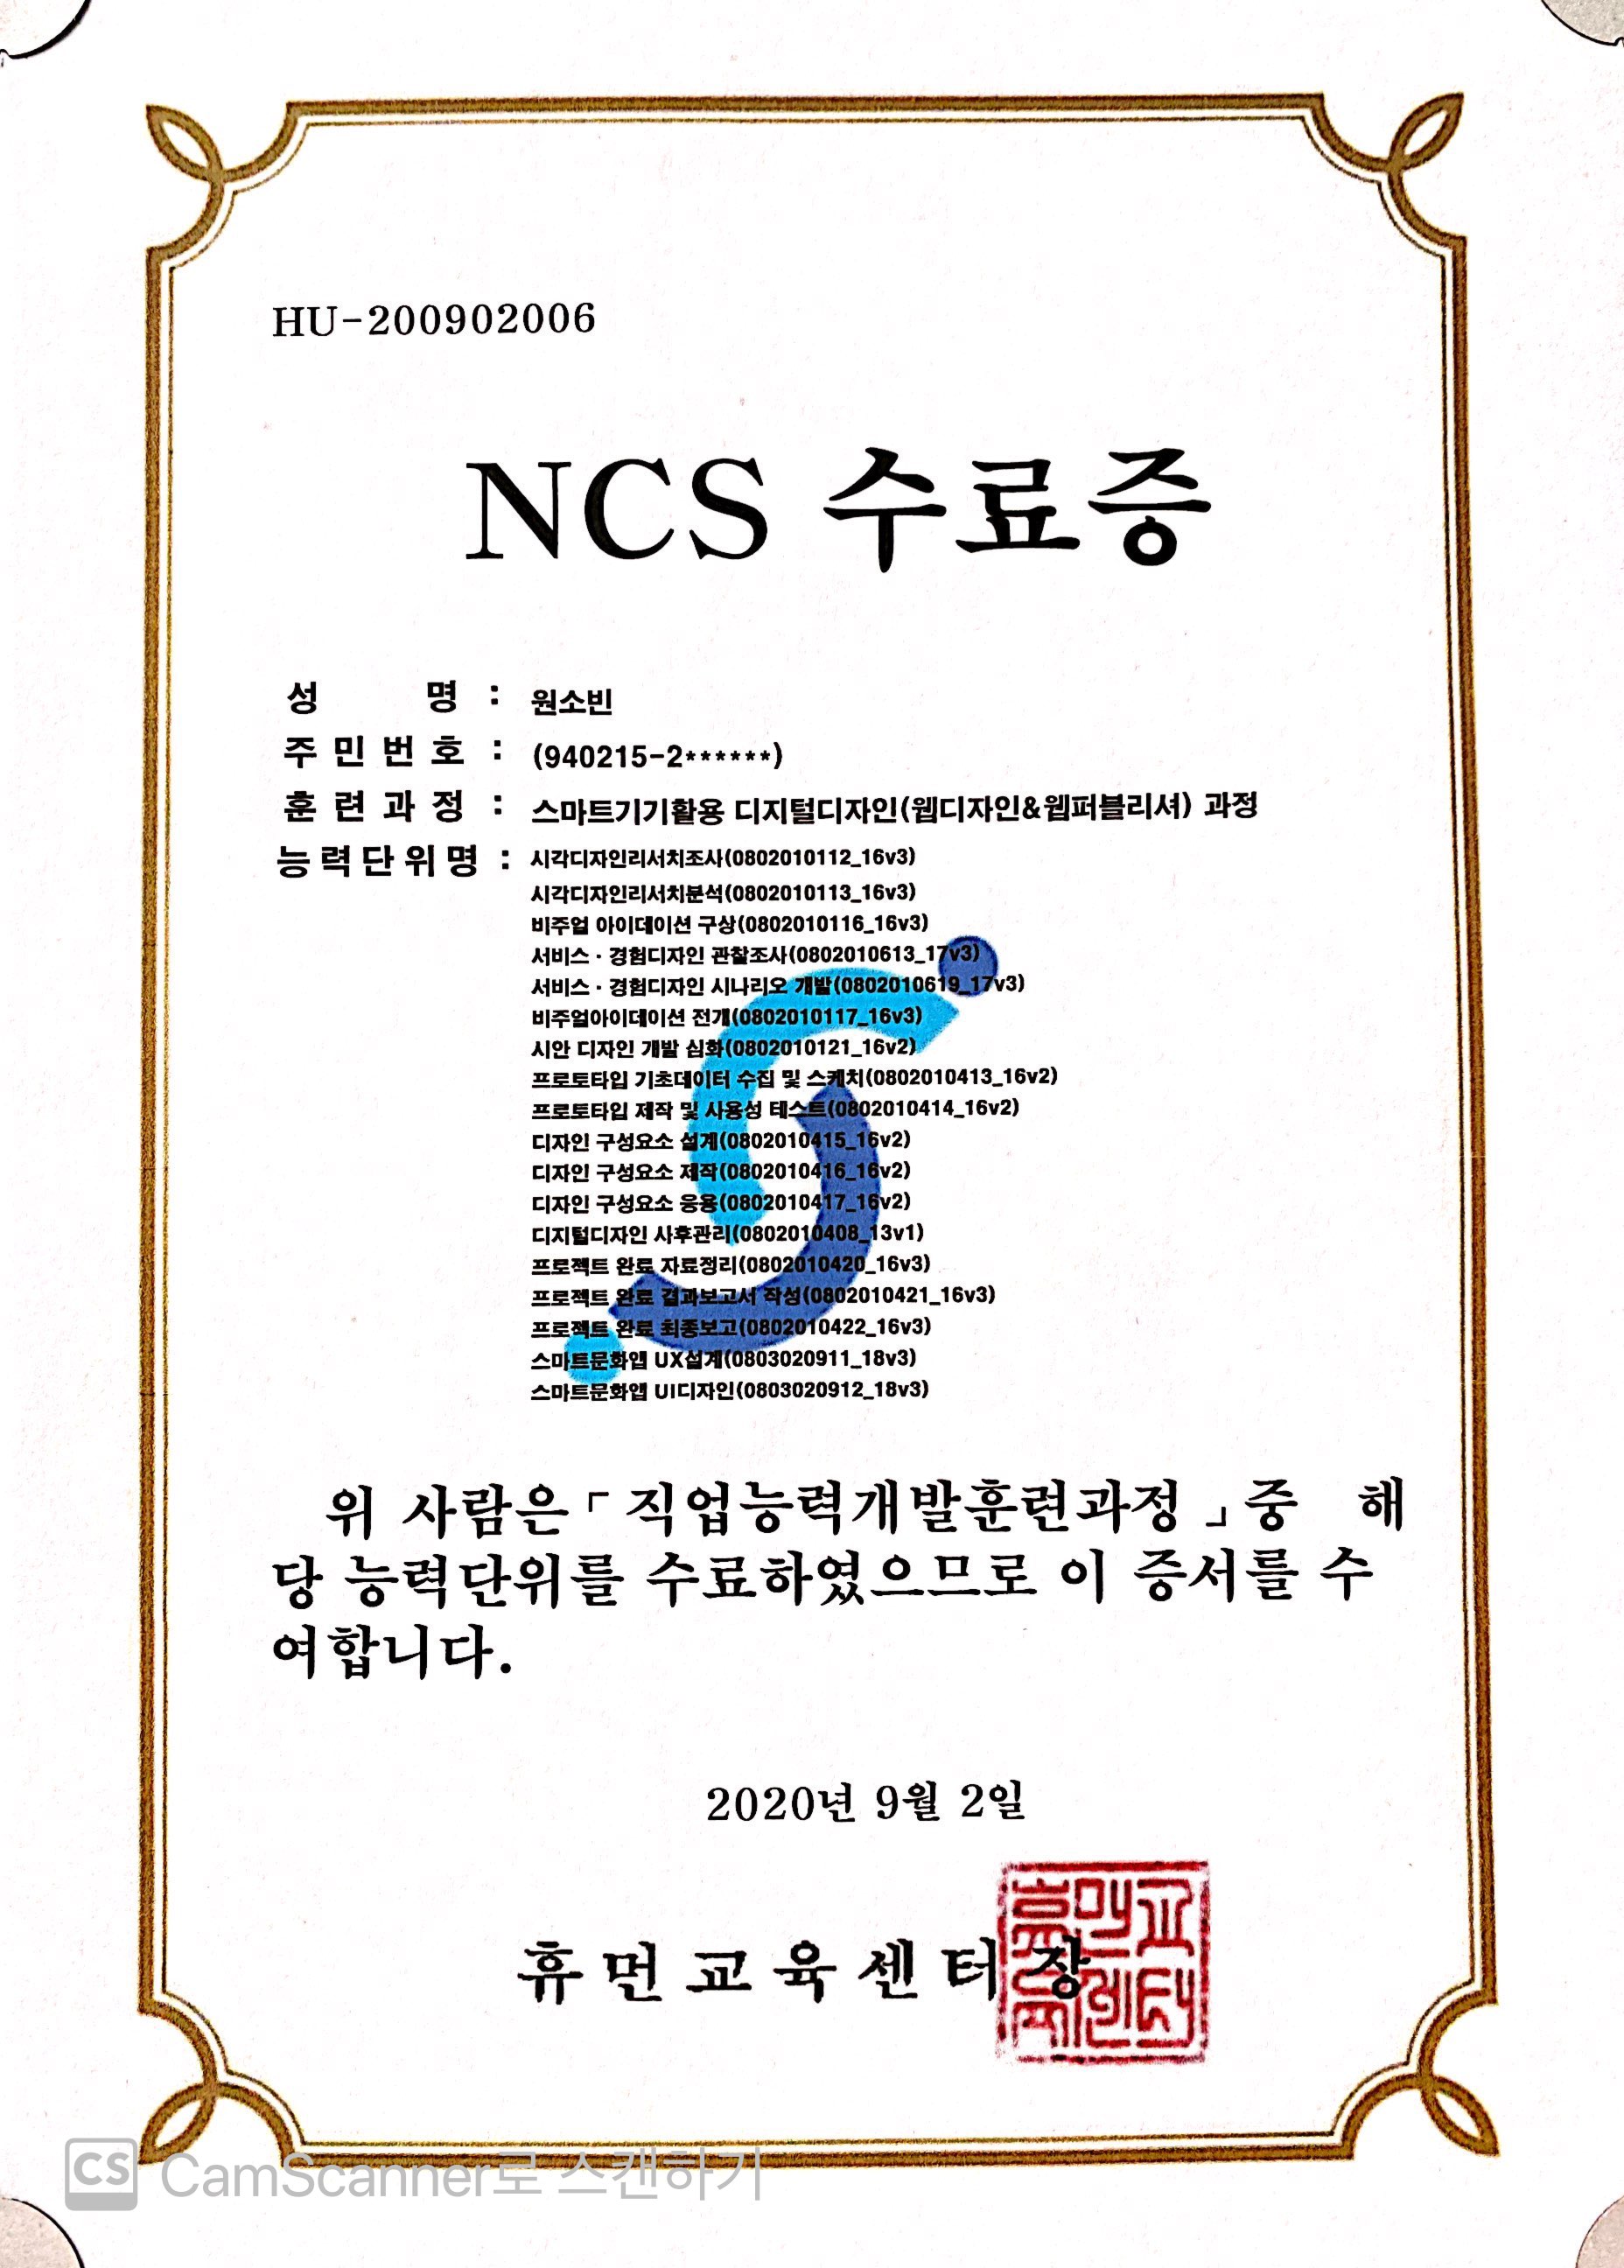 HU-200902006
NCS 수료증
성 명 : 원소빈
주민번호 : (940215-2******)
훈련과정 : 스마트기기활용 디지털디자인(웹디자인&웹퍼블리셔) 과정
능력단위명 : 시각디자인리서치조사(0802010112_16v3)
시각디자인리서치분석(0802010113_16v3)
비주얼 아이데이션 구상(0802010116_16v3)
서비스 · 경험디자인 관찰조사(0802010613_17v3)
서비스 · 경험디자인 시나리오 개발(0802010619_17v3)
비주얼아이데이션 전개(0802010117_16v3)
시안 디자인 개발 심화(0802010121_16v2)
프로토타입 기초데이터 수집 및 스케치(0802010413_16v2)
프로토타입 제작 및 사용성 테스트(0802010414_16v2)
디자인 구성요소 설계(0802010415_16v2)
디자인 구성요소 제작(0802010416_16v2)
디자인 구성요소 응용(0802010417_16v2)
디지털디자인 사후관리(0802010408_13v1)
프로젝트 완료 자료정리(0802010420_16v3)
프로젝트 완료 결과보고서 작성(0802010421_16v3)
프로젝트 완료 최종보고(0802010422_16v3)
스마트문화앱 UX설계(0803020911_18v3)
스마트문화앱 UI디자인(0803020912_18v3)
위 사람은「직업능력개발훈련과정」중 해
당 능력단위를 수료하였으므로 이 증서를 수
여합니다.
2020년 9월 2일
휴먼교육센터장
CS CamScanner로 스캔하기